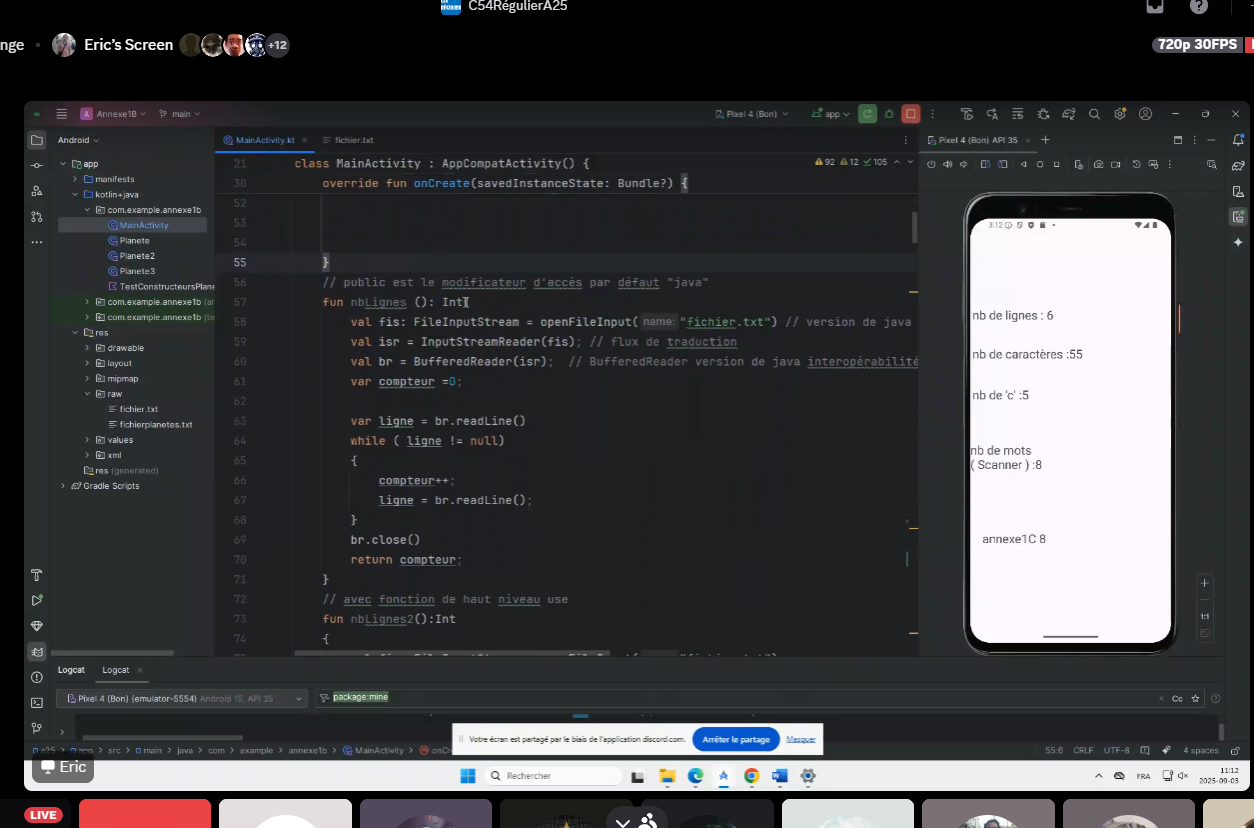 C54RégulierA25
nge
Eric's Screen
+12
720p 30FPS
Annexe1B
main
Pixel 4 (Bon)
app
Android
MainActivity.kt
fichier.txt
Pixel 4 (Bon) API 35
app
manifests
kotlin+java
com.example.annexe1b
MainActivity
Planete
Planete2
Planete3
TestConstructeursPlane
com.example.annexe1b (ar
com.example.annexe1b (te
res
drawable
layout
mipmap
raw
fichier.txt
fichierplanetes.txt
values
xml
res (generated)
Gradle Scripts
92 12 105
21 class MainActivity : AppCompatActivity() {
30 override fun onCreate(savedInstanceState: Bundle?) {
52
53
54
55 }
56 // public est le modificateur d'accès par défaut "java"
57 fun nbLignes (): Int
58 val fis: FileInputStream = openFileInput( name: "fichier.txt") // version de java
59 val isr = InputStreamReader(fis); // flux de traduction
60 val br = BufferedReader(isr); // BufferedReader version de java interopérabilité
61 var compteur =0;
62
63 var ligne = br.readLine()
64 while ( ligne != null)
65 {
66 compteur++;
67 ligne = br.readLine();
68 }
69 br.close()
70 return compteur;
71 }
72 // avec fonction de haut niveau use
73 fun nbLignes2():Int
74 {
3:12
nb de lignes : 6
nb de caractères :55
nb de 'c' :5
nb de mots
( Scanner ) :8
annexe1C 8
1:1
Logcat
Logcat
Pixel 4 (Bon) (emulator-5554) Android 15, API 35
package:mine
Cc
Votre écran est partagé par le biais de l'application discord.com.
Arrêter le partage
Masquer
a25 > app > src > main > java > com > example > annexe1b > MainActivity > onCr
55:6 CRLF UTF-8 4 spaces
Eric
Rechercher
FRA
11:12
2025-09-03
LIVE